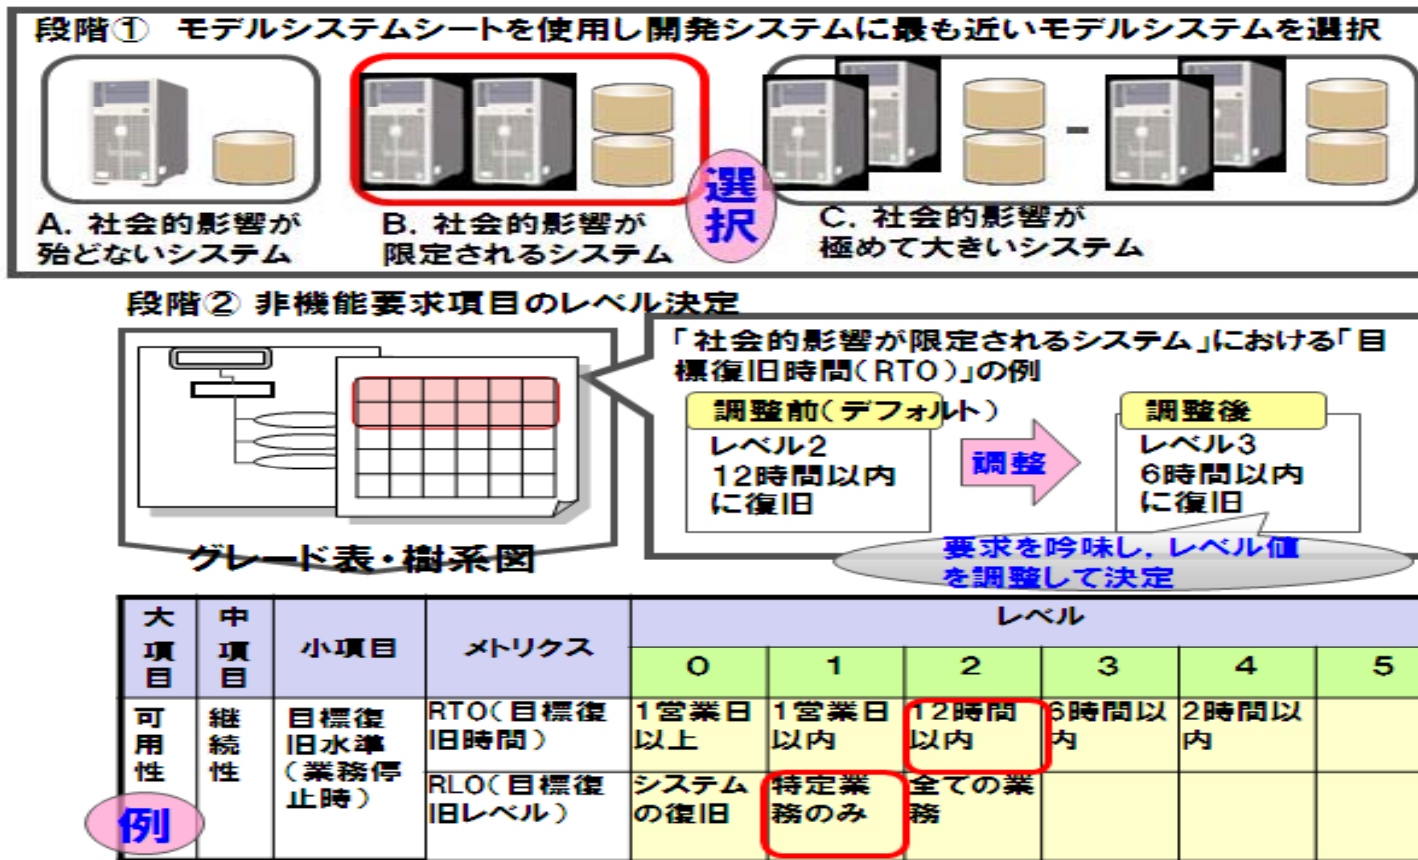 段階① モデルシステムシートを使用し開発システムに最も近いモデルシステムを選択
A. 社会的影響が
殆どないシステム
B. 社会的影響が
限定されるシステム
選
択
C. 社会的影響が
極めて大きいシステム
段階② 非機能要求項目のレベル決定
グレード表・樹系図
「社会的影響が限定されるシステム」における「目
標復旧時間(RTO)」の例
調整前(デフォルト)
レベル2
12時間以内
に復旧
調整
調整後
レベル3
6時間以内
に復旧
要求を吟味し，レベル値
を調整して決定
大
項
目
中
項
目
小項目
メトリクス
レベル
0
1
2
3
4
5
可
用
性
継
続
性
目標復
旧水準
(業務停
止時)
RTO(目標復
旧時間)
1営業日
以上
1営業日
以内
12時間
以内
6時間以
内
2時間以
内
RLO(目標復
旧レベル)
システム
の復旧
特定業
務のみ
全ての業
務
例